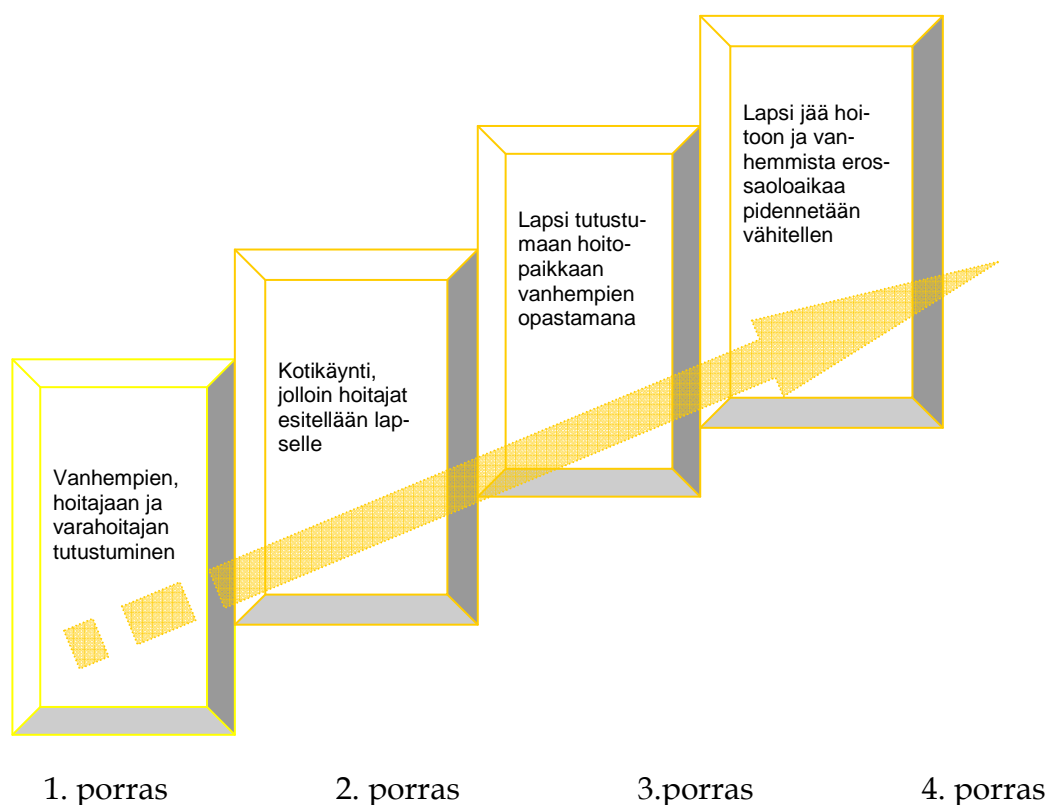 Vanhempien,
hoitajaan ja
varahoitajan
tutustuminen
Kotikäynti,
jolloin hoitajat
esitellään lap-
selle
Lapsi tutustu-
maan hoito-
paikkaan
vanhempien
opastamana
Lapsi jää hoi-
toon ja van-
hemmista eros-
saoloaikaa
pidennetään
vähitellen
1. porras 2. porras 3.porras 4. porras